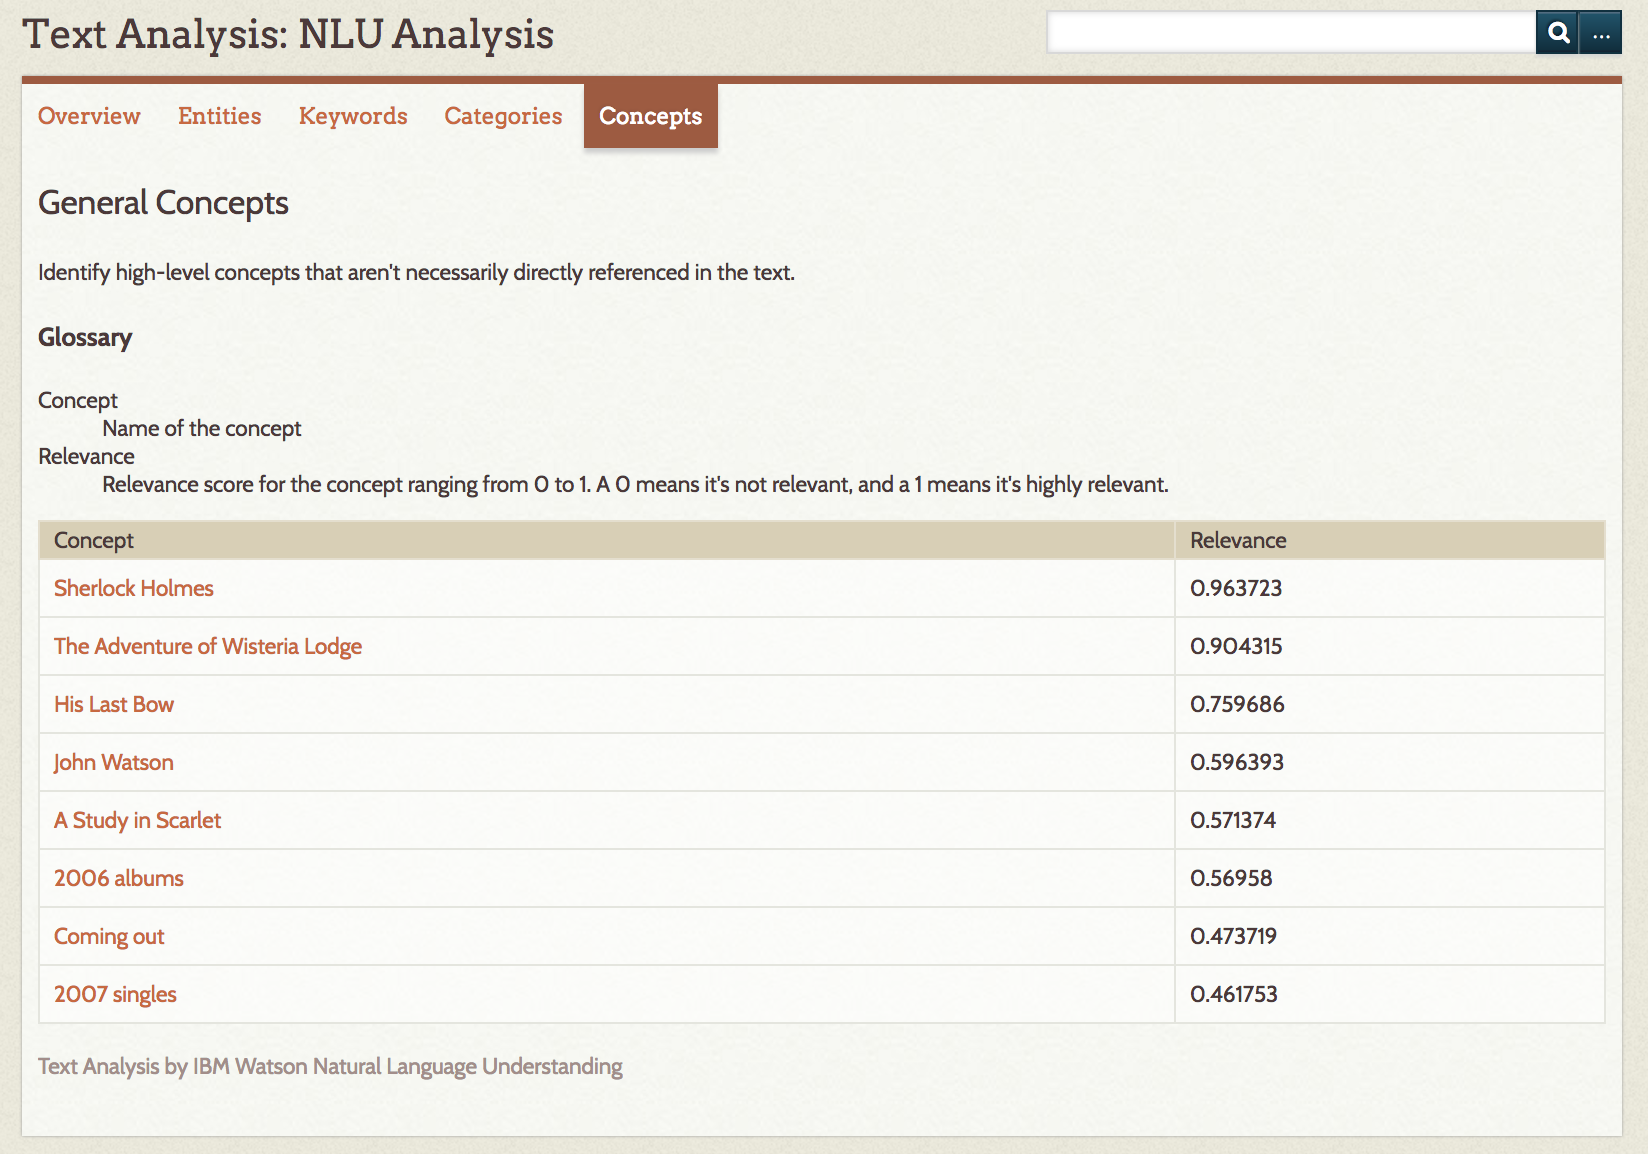 Text Analysis: NLU Analysis
...
Overview Entities Keywords Categories Concepts
General Concepts
Identify high-level concepts that aren't necessarily directly referenced in the text.
Glossary
Concept
Name of the concept
Relevance
Relevance score for the concept ranging from 0 to 1. A 0 means it's not relevant, and a 1 means it's highly relevant.
Concept Relevance
Sherlock Holmes 0.963723
The Adventure of Wisteria Lodge 0.904315
His Last Bow 0.759686
John Watson 0.596393
A Study in Scarlet 0.571374
2006 albums 0.56958
Coming out 0.473719
2007 singles 0.461753
Text Analysis by IBM Watson Natural Language Understanding